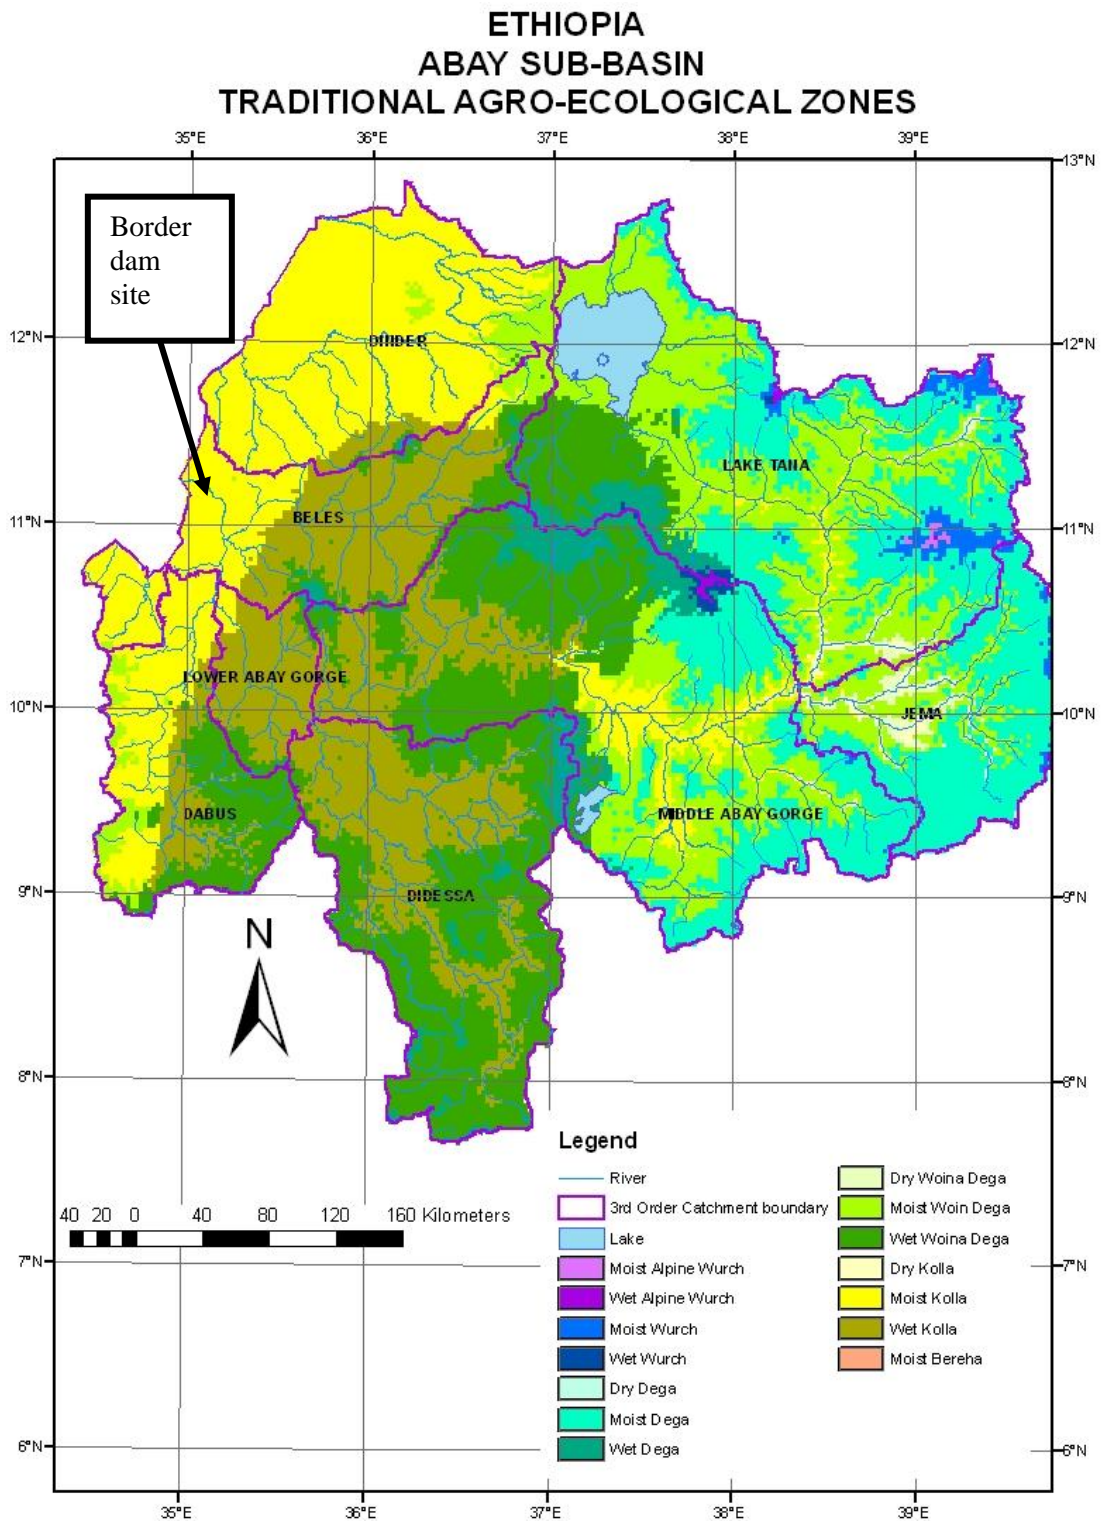 ETHIOPIA
ABAY SUB-BASIN
TRADITIONAL AGRO-ECOLOGICAL ZONES
35°E 36°E 37°E 38°E 39°E
13°N
Border
dam
site
12°N 12°N
DINDER
LAKE TANA
BELES
11°N 11°N
LOWER ABAY GORGE
10°N 10°N
JEMA
DABUS
MIDDLE ABAY GORGE
9°N 9°N
DIDESSA
N
8°N 8°N
Legend
River
3rd Order Catchment boundary
Lake
Moist Alpine Wurch
Wet Alpine Wurch
Moist Wurch
Wet Wurch
Dry Dega
Moist Dega
Wet Dega
Dry Woina Dega
Moist Woin Dega
Wet Woina Dega
Dry Kolla
Moist Kolla
Wet Kolla
Moist Bereha
40 20 0 40 80 120 160 Kilometers
7°N 7°N
6°N 6°N
35°E 36°E 37°E 38°E 39°E